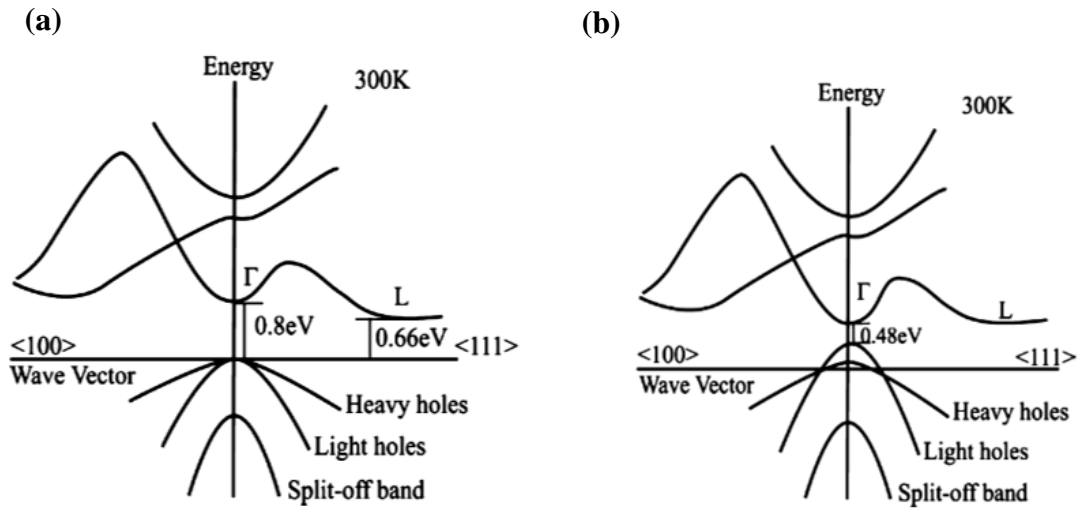 (a)
Energy
300K
Γ
L
0.8eV
0.66eV
<100>
<111>
Wave Vector
Heavy holes
Light holes
Split-off band
(b)
Energy
300K
Γ
L
0.48eV
<100>
<111>
Wave Vector
Heavy holes
Light holes
Split-off band